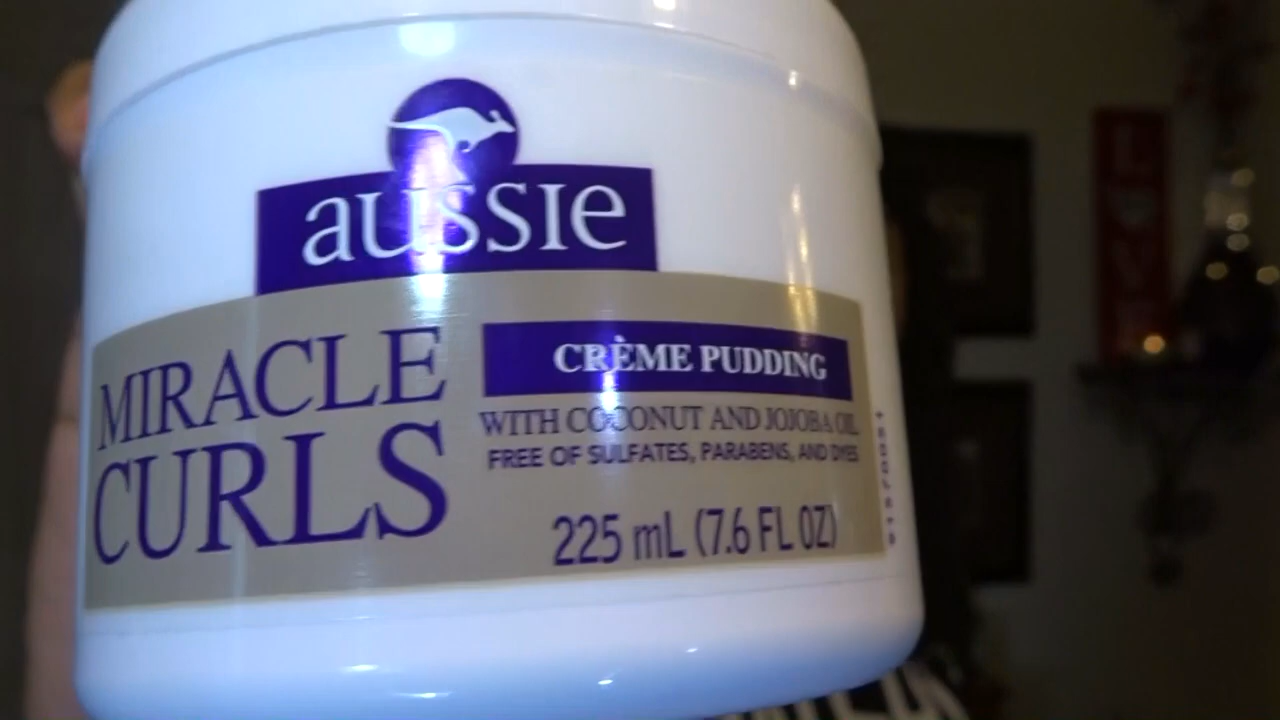 aussie
MIRACLE
CURLS
CRÈME PUDDING
WITH COCONUT AND JOJOBA OIL
FREE OF SULFATES, PARABENS, AND DYES
225 mL (7.6 FL OZ)
LOVE